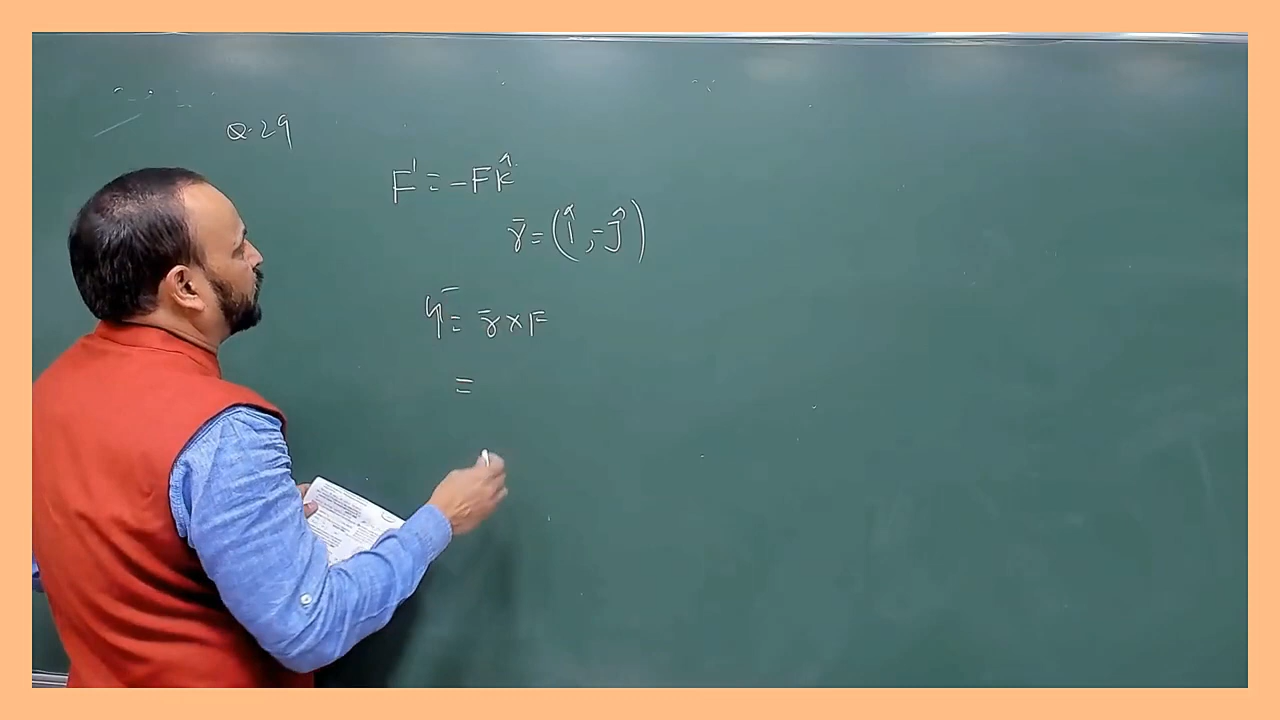 Q.29
F̄ = -Fk̂
r̄ = (î, -ĵ)
τ̄ = r̄ × F
=